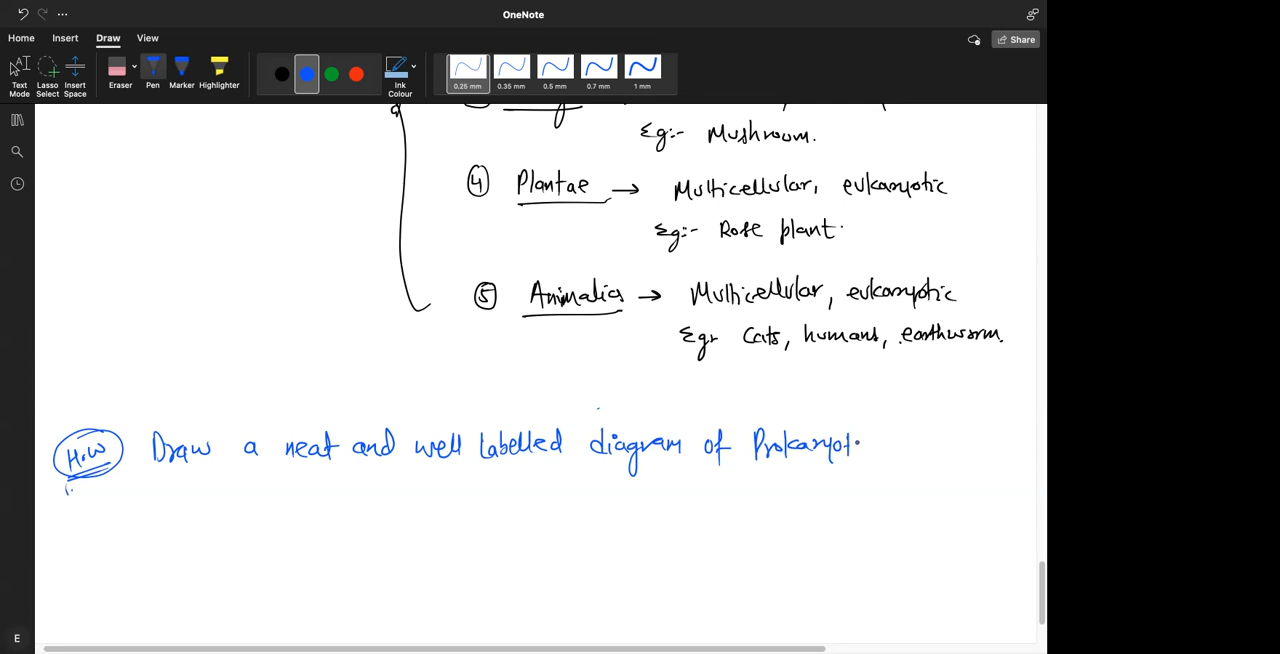 OneNote
Home Insert Draw View
Share
Text Mode
Lasso Select
Insert Space
Eraser
Pen
Marker
Highlighter
Ink Colour
0.25 mm
0.35 mm
0.5 mm
0.7 mm
1 mm
Eg:- Mushroom.
④ Plantae → Multicellular, eukaryotic
Eg:- Rose plant.
⑤ Animalia → Multicellular, eukaryotic
Eg:- Cats, humans, earthworm.
H.W Draw a neat and well labelled diagram of Prokaryot
E